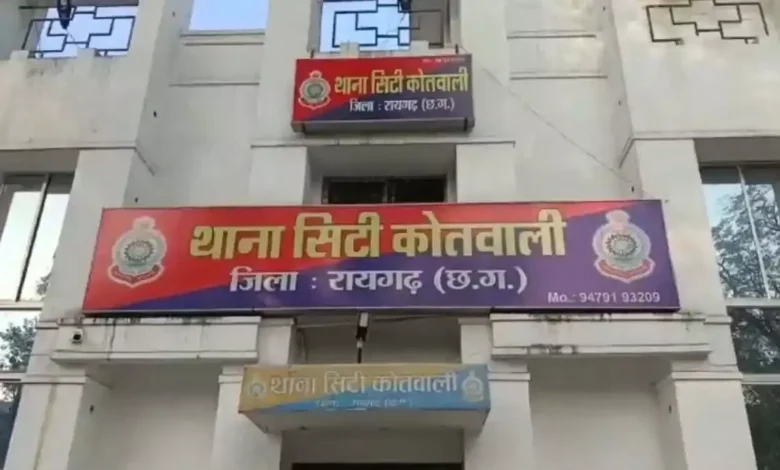 थाना सिटी कोतवाली
जिला : रायगढ़ (छ.ग.)
थाना सिटी कोतवाली
जिला : रायगढ़ (छ.ग.)
Mo.: 94791 93209
थाना सिटी कोतवाली